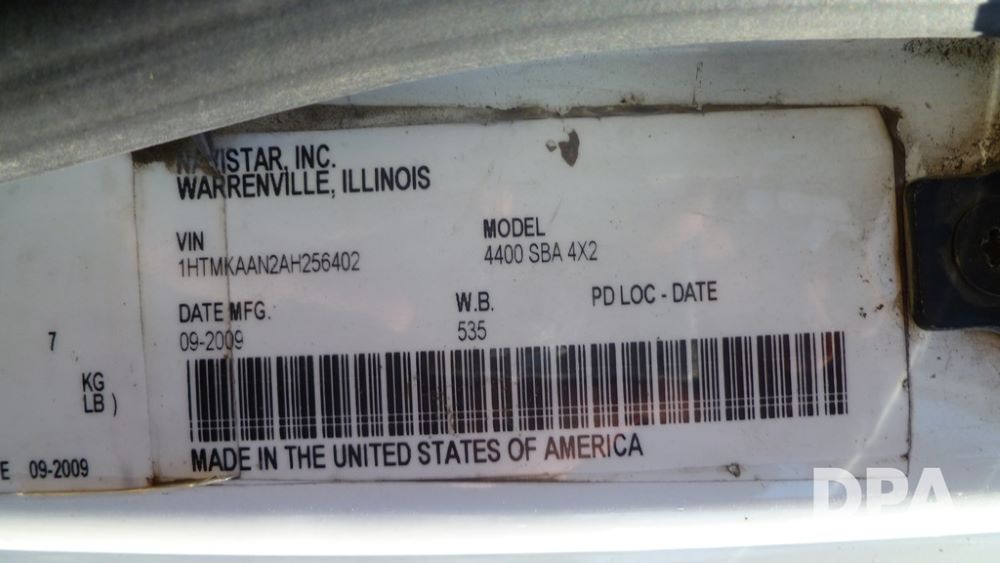 NAVISTAR, INC.
WARRENVILLE, ILLINOIS
VIN
1HTMKAAN2AH256402
MODEL
4400 SBA 4X2
DATE MFG.
09-2009
W.B.
535
PD LOC - DATE
MADE IN THE UNITED STATES OF AMERICA
7
KG
LB )
E 09-2009
DPA